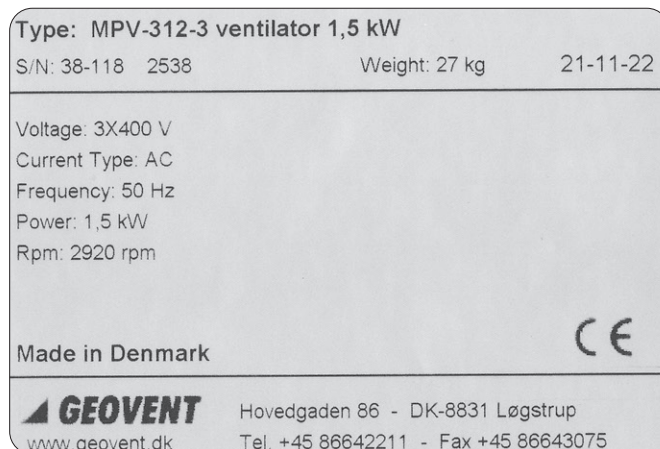 Type: MPV-312-3 ventilator 1,5 kW
S/N: 38-118 2538 Weight: 27 kg 21-11-22
Voltage: 3X400 V
Current Type: AC
Frequency: 50 Hz
Power: 1,5 kW
Rpm: 2920 rpm
CE
Made in Denmark
GEOVENT Hovedgaden 86 - DK-8831 Løgstrup
www.geovent.dk Tel. +45 86642211 - Fax +45 86643075